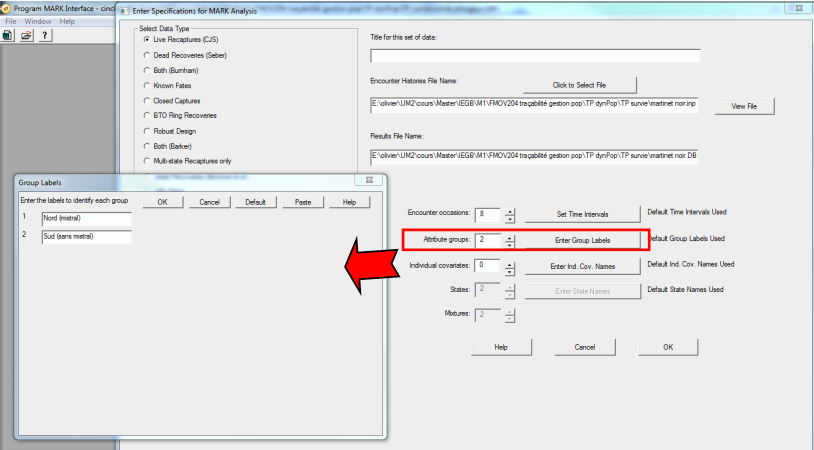 Program MARK Interface - cincl
Enter Specifications for MARK Analysis
File Window Help
?
Select Data Type
Live Recaptures (CJS)
Dead Recoveries (Seber)
Both (Burnham)
Known Fates
Closed Captures
BTO Ring Recoveries
Robust Design
Both (Barker)
Multi-state Recaptures only
Title for this set of data:
Encounter Histories File Name:
Click to Select File
E:\olivier\UM2\cours\Master\IEGB\M1\FMOV204 traçabilité gestion pop\TP dynPop\TP survie\martinet noir.inp
View File
Results File Name:
E:\olivier\UM2\cours\Master\IEGB\M1\FMOV204 traçabilité gestion pop\TP dynPop\TP survie\martinet noir.DB
Group Labels
Enter the labels to identify each group
OK Cancel Default Paste Help
1 Nord (mistral)
2 Sud (sans mistral)
Encounter occasions: 8 Set Time Intervals Default Time Intervals Used
Attribute groups: 2 Enter Group Labels Default Group Labels Used
Individual covariates: 0 Enter Ind. Cov. Names Default Ind. Cov. Names Used
States: 2 Enter State Names Default State Names Used
Mixtures: 2
Help Cancel OK